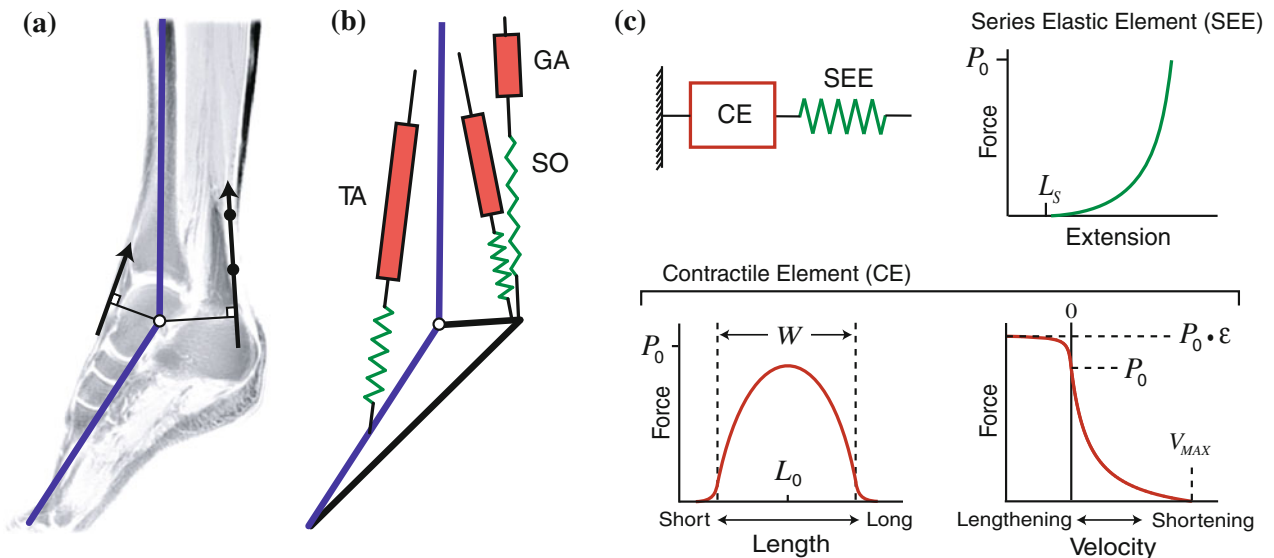 (a)
(b)
GA
SO
TA
(c)
CE
SEE
Series Elastic Element (SEE)
P0
Force
LS
Extension
Contractile Element (CE)
P0
W
Force
L0
Short
Long
Length
0
P0 • ε
P0
Force
VMAX
Lengthening
Shortening
Velocity